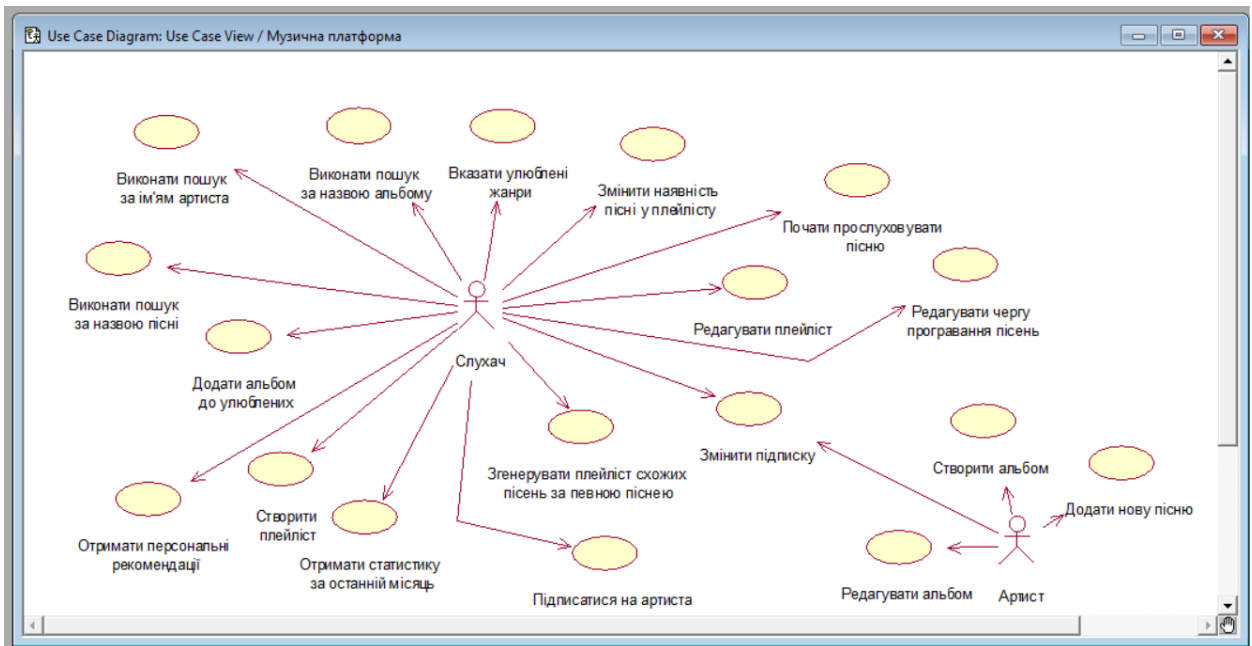 Use Case Diagram: Use Case View / Музична платформа
Виконати пошук
за ім'ям артиста
Виконати пошук
за назвою альбому
Вказати улюблені
жанри
Змінити наявність
пісні у плейлісту
Почати прослуховувати
пісню
Виконати пошук
за назвою пісні
Редагувати плейліст
Редагувати чергу
програвання пісень
Слухач
Додати альбом
до улюблених
Змінити підписку
Згенерувати плейліст схожих
пісень за певною піснею
Створити альбом
Додати нову пісню
Створити
плейліст
Отримати персональні
рекомендації
Отримати статистику
за останній місяць
Підписатися на артиста
Редагувати альбом
Артист